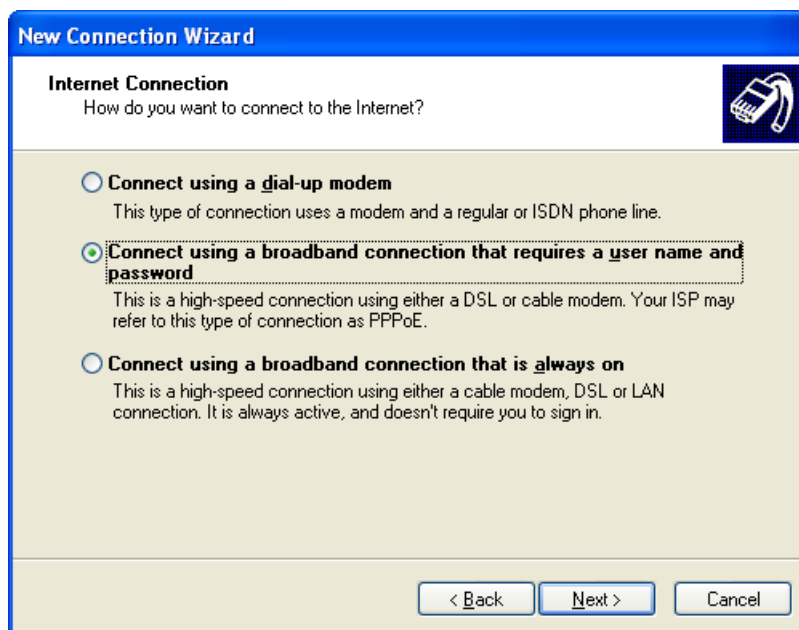 New Connection Wizard
Internet Connection
How do you want to connect to the Internet?
Connect using a dial-up modem
This type of connection uses a modem and a regular or ISDN phone line.
Connect using a broadband connection that requires a user name and
password
This is a high-speed connection using either a DSL or cable modem. Your ISP may
refer to this type of connection as PPPoE.
Connect using a broadband connection that is always on
This is a high-speed connection using either a cable modem, DSL or LAN
connection. It is always active, and doesn't require you to sign in.
< Back Next > Cancel